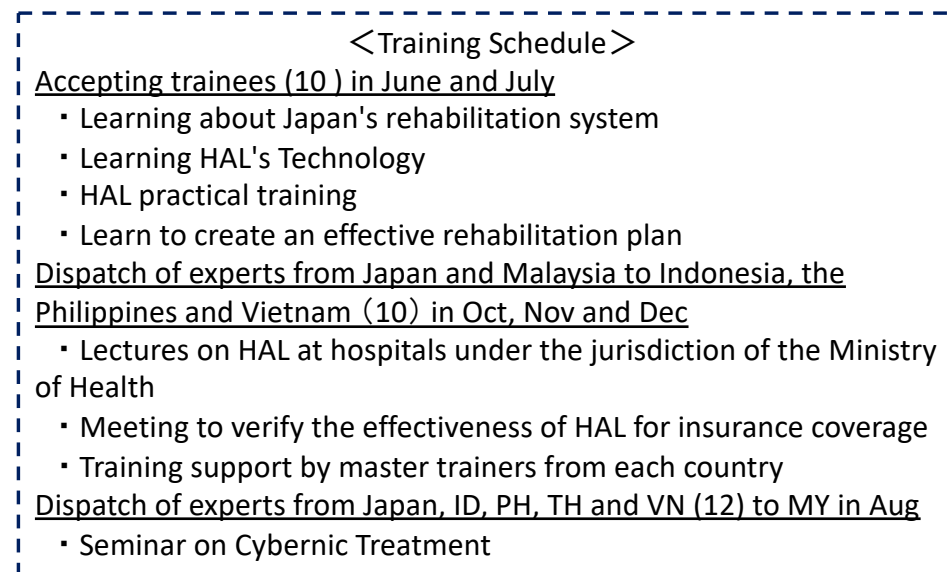 ＜Training Schedule＞
Accepting trainees (10 ) in June and July
・Learning about Japan's rehabilitation system
・Learning HAL's Technology
・HAL practical training
・Learn to create an effective rehabilitation plan
Dispatch of experts from Japan and Malaysia to Indonesia, the
Philippines and Vietnam（10）in Oct, Nov and Dec
・Lectures on HAL at hospitals under the jurisdiction of the Ministry
of Health
・Meeting to verify the effectiveness of HAL for insurance coverage
・Training support by master trainers from each country
Dispatch of experts from Japan, ID, PH, TH and VN (12) to MY in Aug
・Seminar on Cybernic Treatment